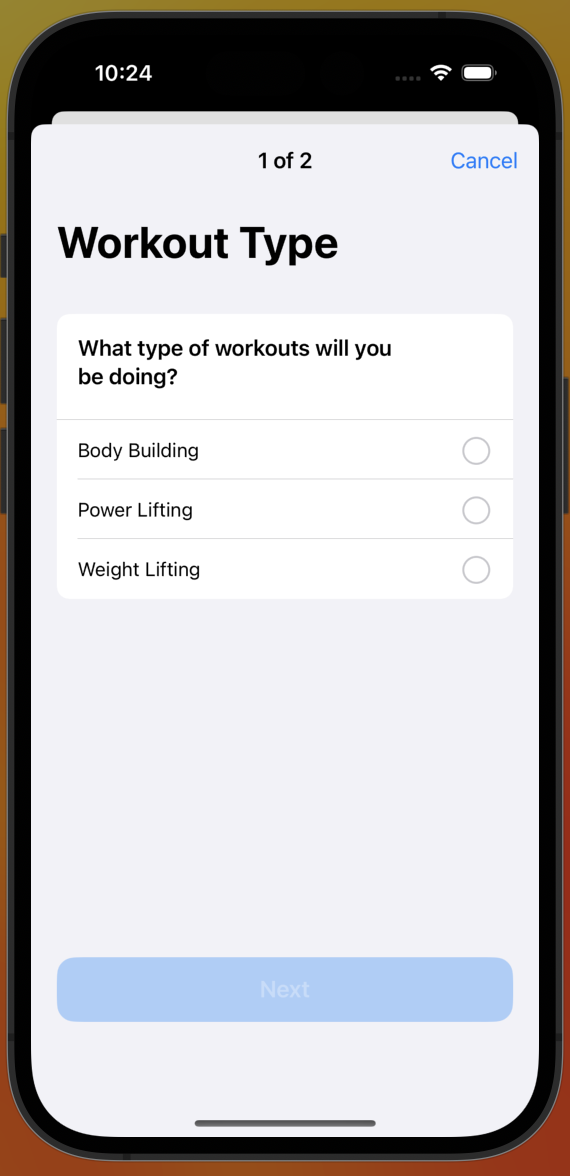 10:24
1 of 2
Cancel
Workout Type
What type of workouts will you
be doing?
Body Building
Power Lifting
Weight Lifting
Next